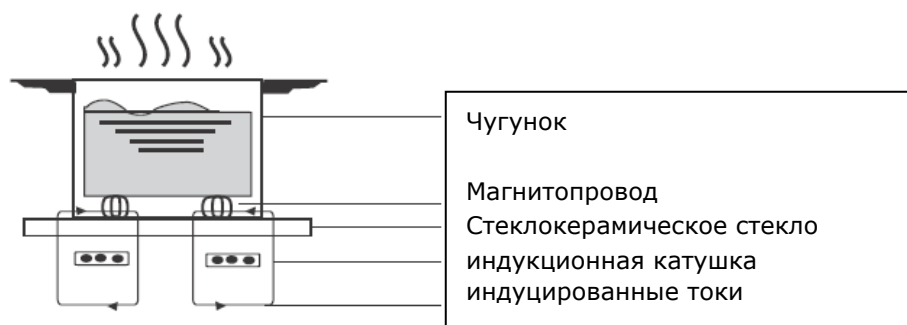 Чугунок
Магнитопровод
Стеклокерамическое стекло
индукционная катушка
индуцированные токи